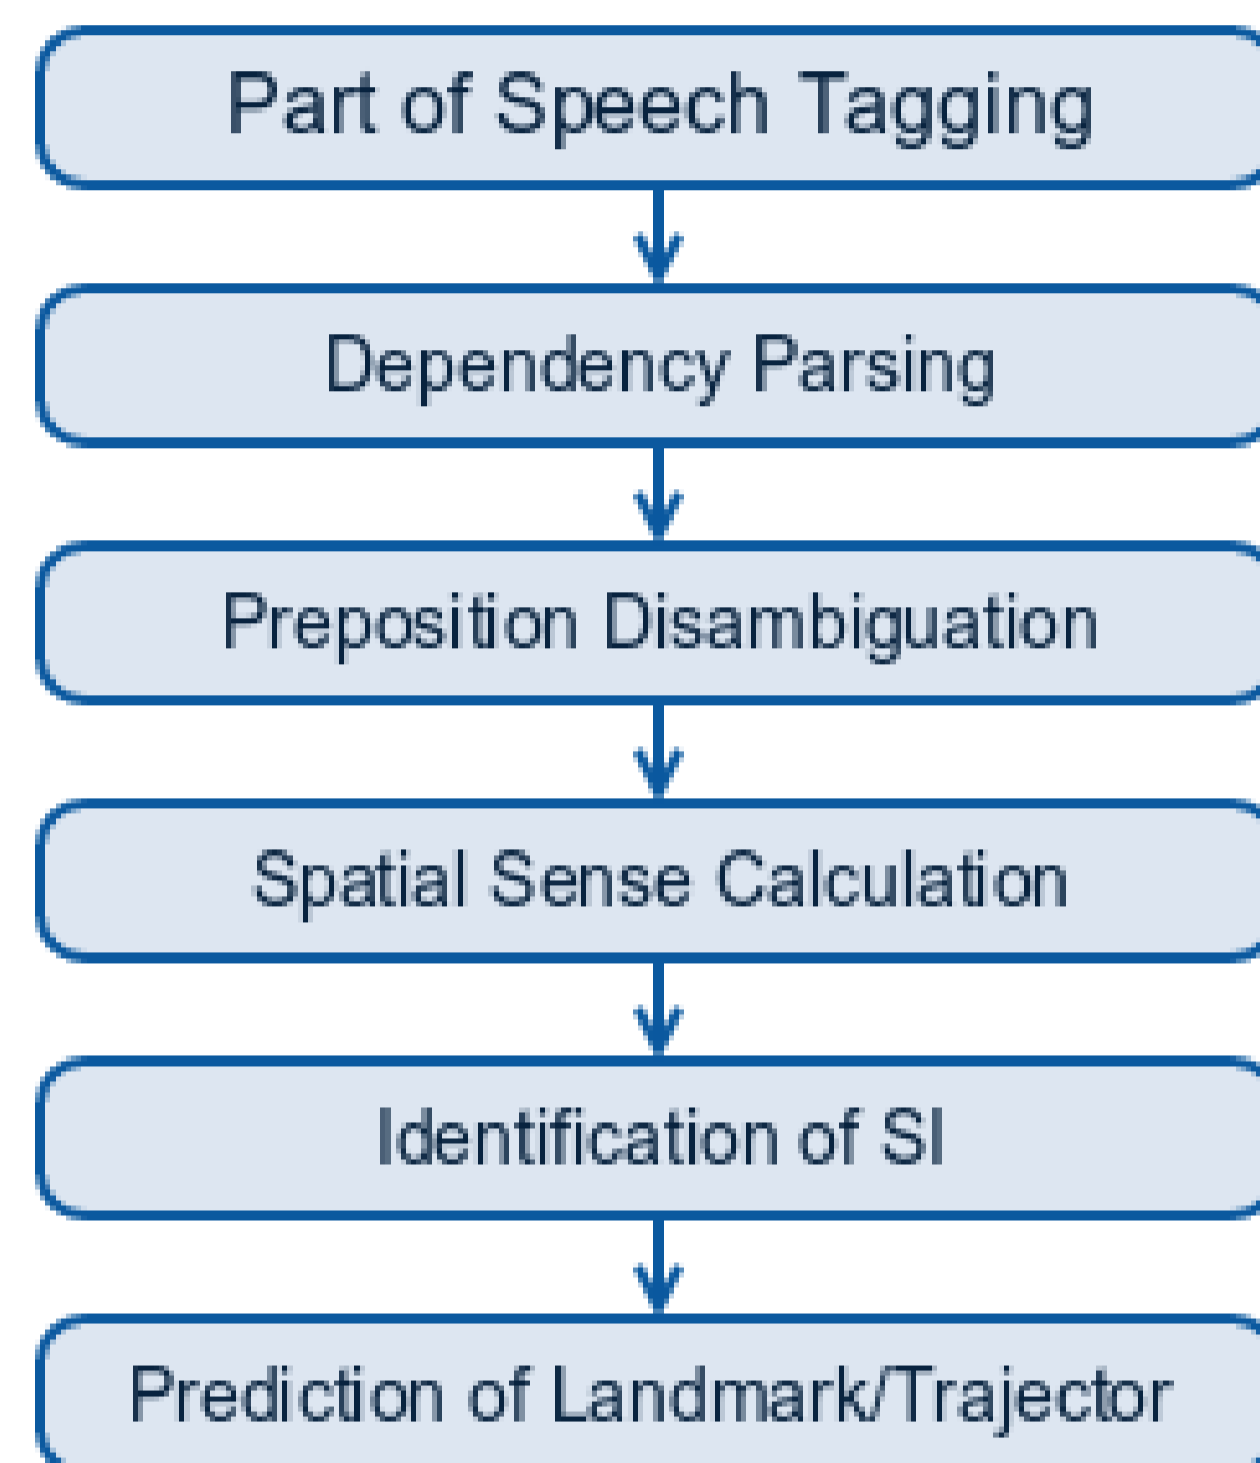 Part of Speech Tagging
Dependency Parsing
Preposition Disambiguation
Spatial Sense Calculation
Identification of SI
Prediction of Landmark/Trajector